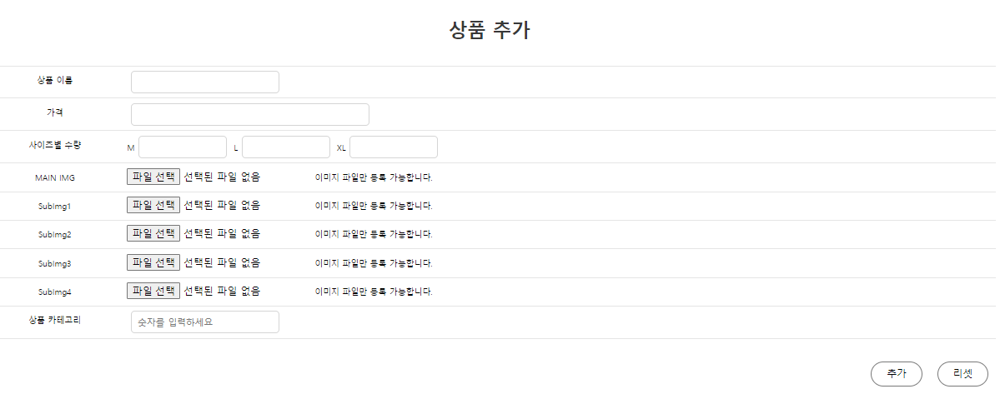 상품 추가
상품 이름
가격
사이즈별 수량 M L XL
MAIN IMG 파일 선택 선택된 파일 없음 이미지 파일만 등록 가능합니다.
SubImg1 파일 선택 선택된 파일 없음 이미지 파일만 등록 가능합니다.
SubImg2 파일 선택 선택된 파일 없음 이미지 파일만 등록 가능합니다.
SubImg3 파일 선택 선택된 파일 없음 이미지 파일만 등록 가능합니다.
SubImg4 파일 선택 선택된 파일 없음 이미지 파일만 등록 가능합니다.
상품 카테고리 숫자를 입력하세요
추가 리셋